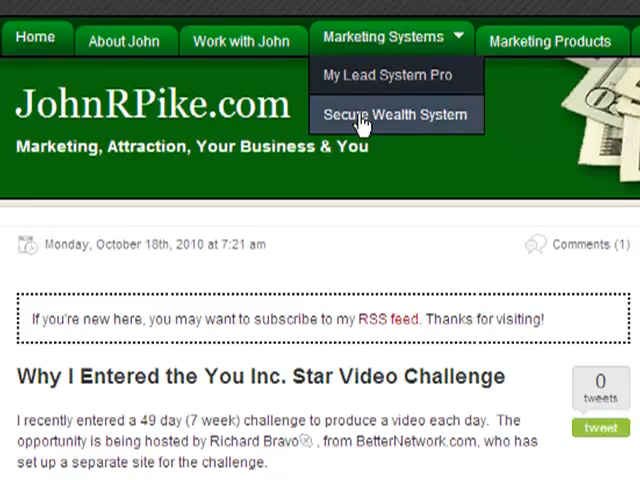 Home
About John
Work with John
Marketing Systems
Marketing Products
My Lead System Pro
Secure Wealth System
JohnRPike.com
Marketing, Attraction, Your Business & You
Monday, October 18th, 2010 at 7:21 am
Comments (1)
If you're new here, you may want to subscribe to my RSS feed. Thanks for visiting!
Why I Entered the You Inc. Star Video Challenge
0
tweets
tweet
I recently entered a 49 day (7 week) challenge to produce a video each day. The
opportunity is being hosted by Richard Bravo, from BetterNetwork.com, who has
set up a separate site for the challenge.